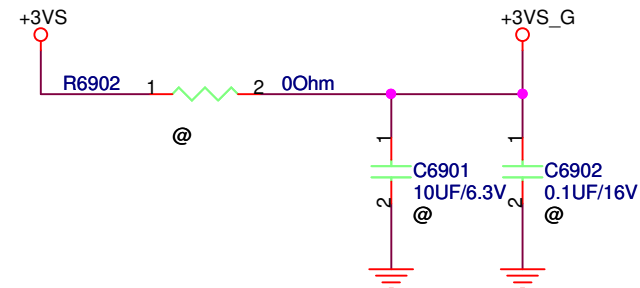 +3VS
+3VS_G
R6902 1 2 0Ohm
@
1
1
C6901
C6902
10UF/6.3V
0.1UF/16V
2
2
@
@